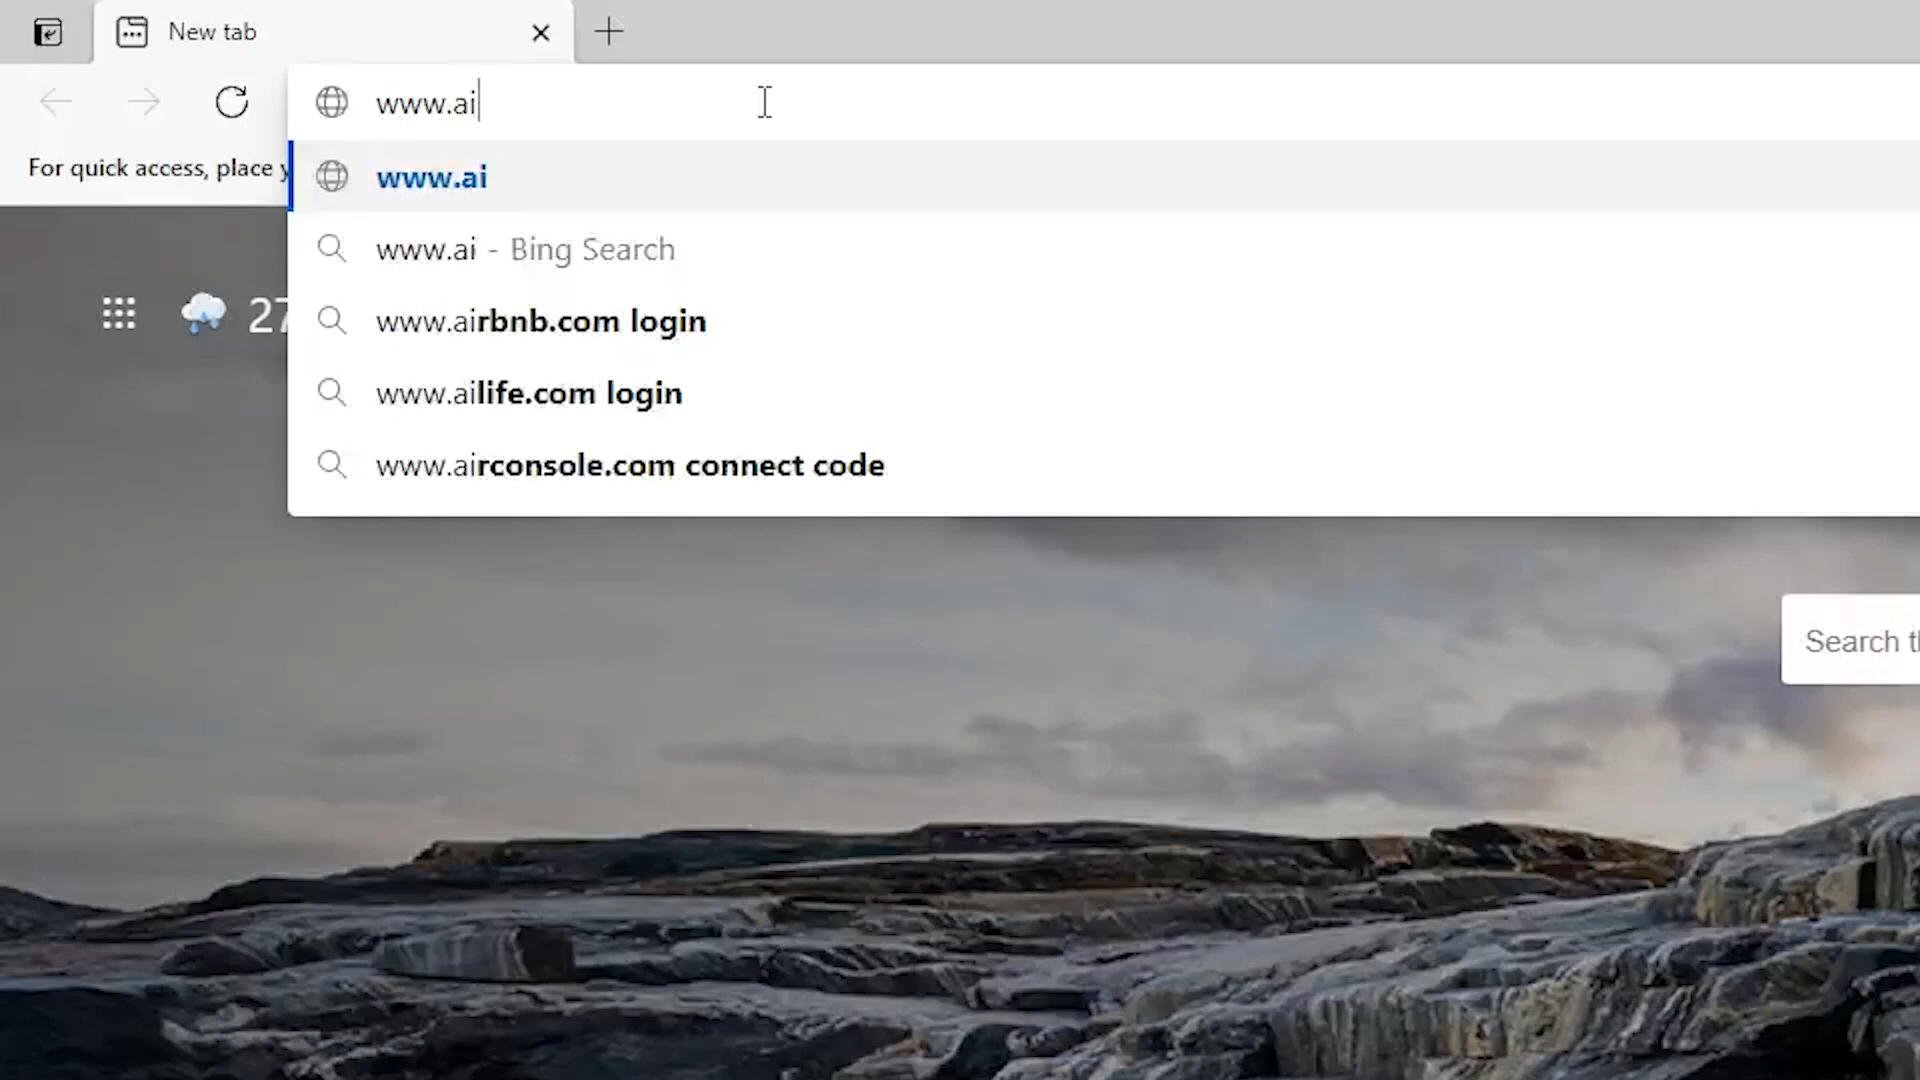 New tab
www.ai
For quick access, place y
www.ai
www.ai - Bing Search
27
www.airbnb.com login
www.ailife.com login
www.airconsole.com connect code
Search th